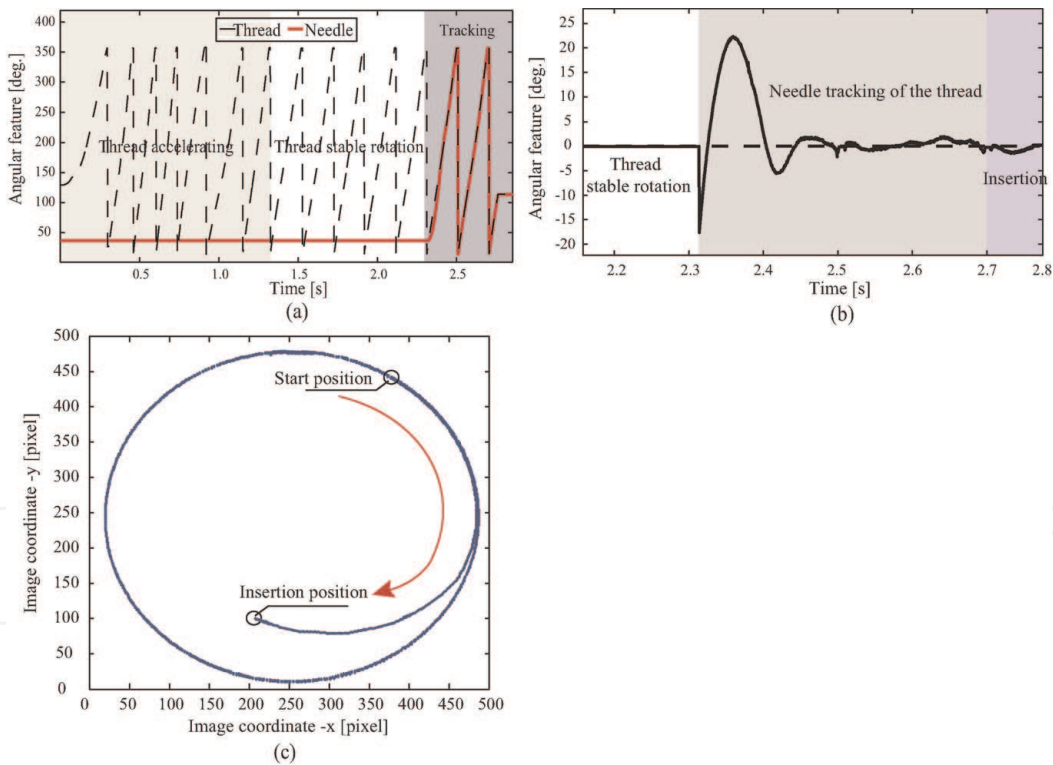 Thread Needle
Tracking
Angular feature [deg.]
400
350
300
250
200
150
100
50
Thread accelerating
Thread stable rotation
0.5 1.0 1.5 2.0 2.5
Time [s]
(a)
Angular feature [deg.]
25
20
15
10
5
0
-5
-10
-15
-20
Needle tracking of the thread
Thread
stable rotation
Insertion
2.2 2.3 2.4 2.5 2.6 2.7 2.8
Time [s]
(b)
Image coordinate -y [pixel]
500
450
400
350
500
300
250
200
150
100
50
0
Start position
Insertion position
0 50 100 150 200 250 300 350 400 450 500
Image coordinate -x [pixel]
(c)